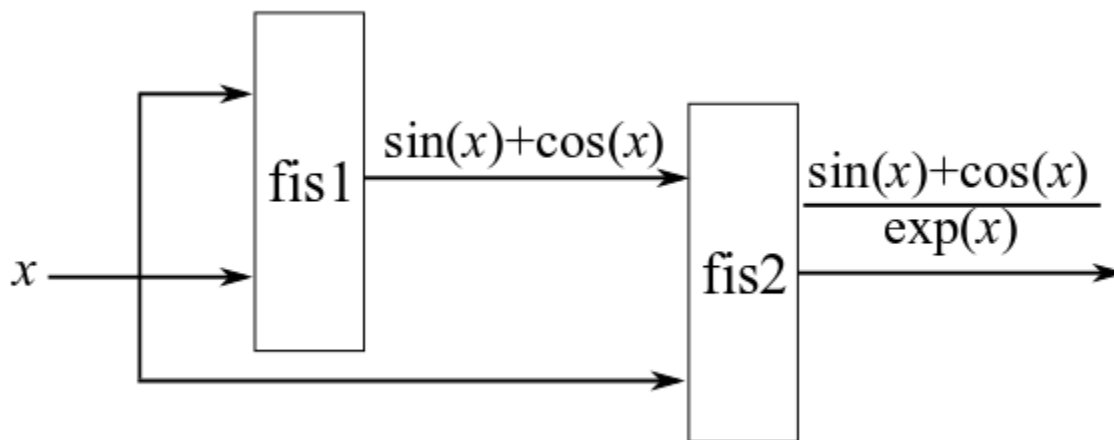 sin(x)+cos(x)
fis1
sin(x)+cos(x)
exp(x)
x
fis2